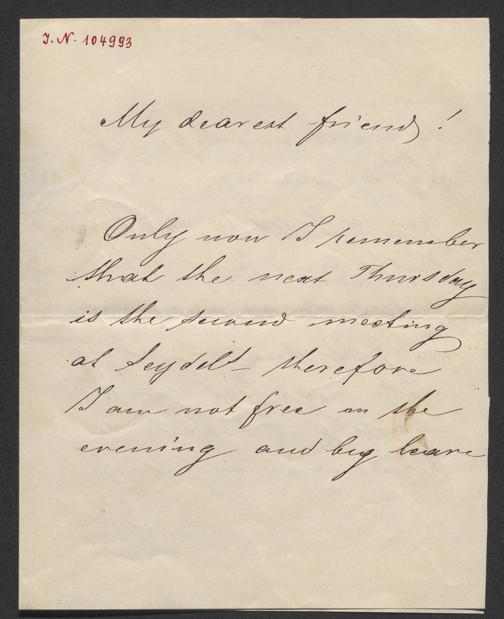 I. N. 104993
My dearest friend!
Only now I remember
that the next Thursday
is the second meeting
at therefore
I am not free in the
evening and beg leave